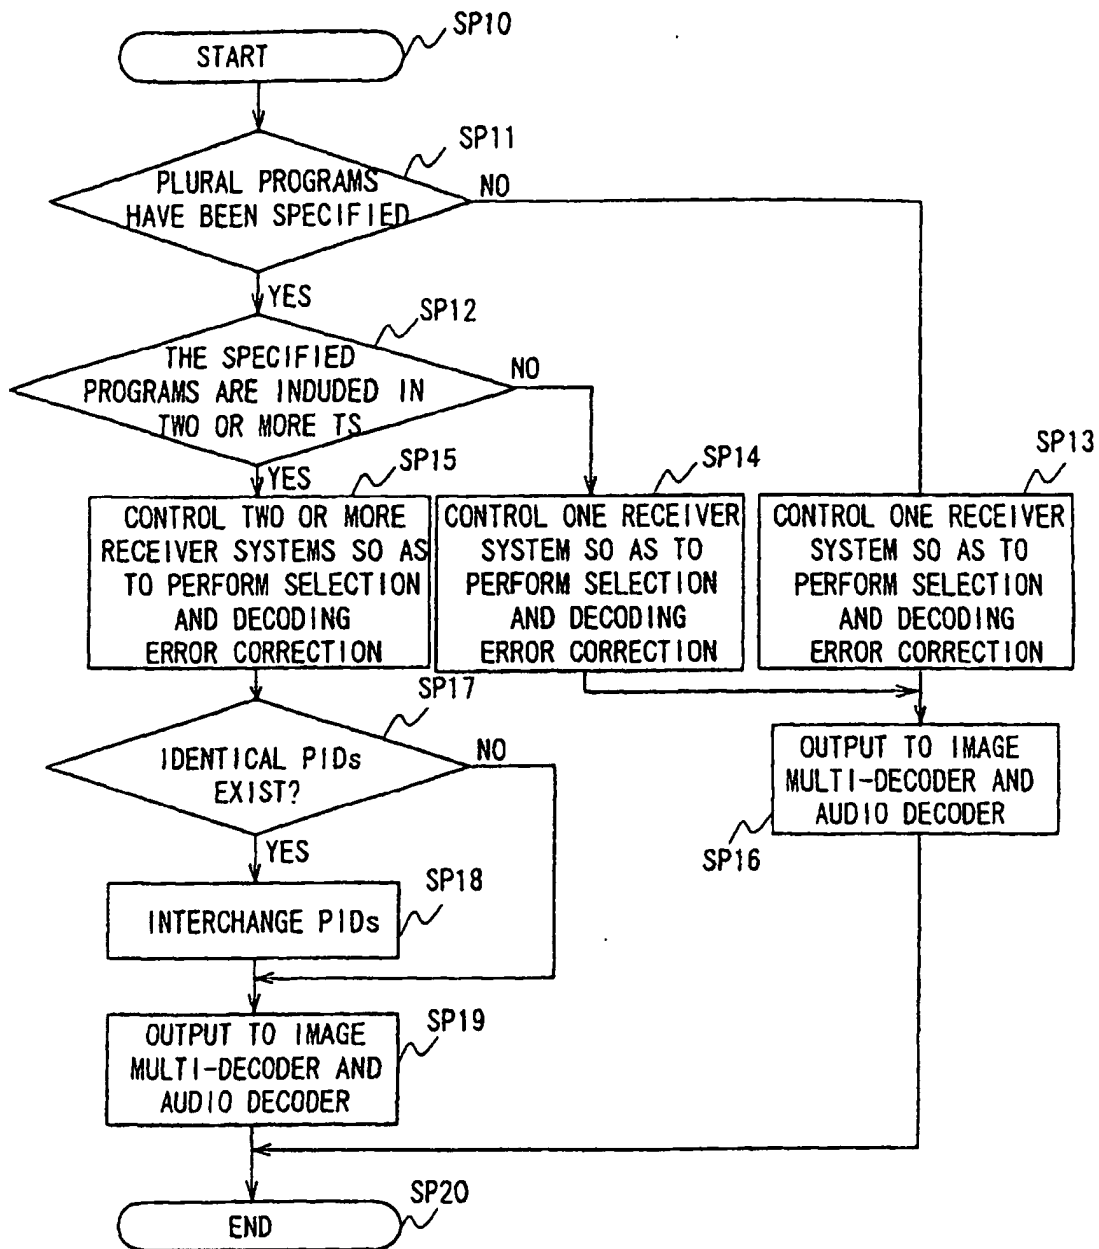 SP10
START
SP11
PLURAL PROGRAMS
HAVE BEEN SPECIFIED
NO
YES
SP12
THE SPECIFIED
PROGRAMS ARE INDUDED IN
TWO OR MORE TS
NO
YES
SP15
CONTROL TWO OR MORE
RECEIVER SYSTEMS SO AS
TO PERFORM SELECTION
AND DECODING
ERROR CORRECTION
SP14
CONTROL ONE RECEIVER
SYSTEM SO AS TO
PERFORM SELECTION
AND DECODING
ERROR CORRECTION
SP13
CONTROL ONE RECEIVER
SYSTEM SO AS TO
PERFORM SELECTION
AND DECODING
ERROR CORRECTION
SP17
IDENTICAL PIDs
EXIST?
NO
YES
OUTPUT TO IMAGE
MULTI-DECODER AND
AUDIO DECODER
SP16
SP18
INTERCHANGE PIDs
SP19
OUTPUT TO IMAGE
MULTI-DECODER AND
AUDIO DECODER
SP20
END